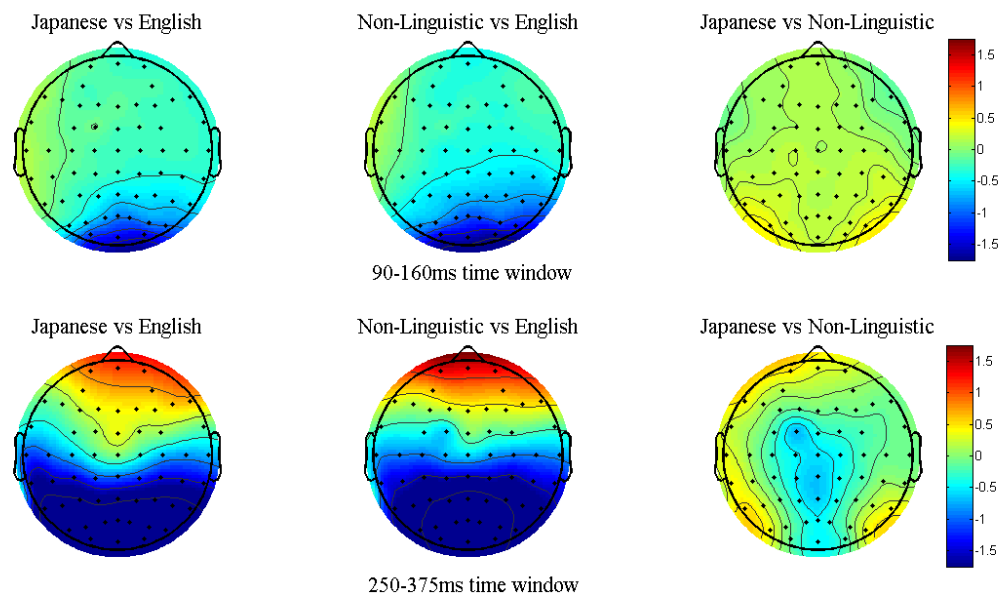 Japanese vs English
Non-Linguistic vs English
Japanese vs Non-Linguistic
1.5
1
0.5
0
-0.5
-1
-1.5
90-160ms time window
Japanese vs English
Non-Linguistic vs English
Japanese vs Non-Linguistic
1.5
1
0.5
0
-0.5
-1
-1.5
250-375ms time window